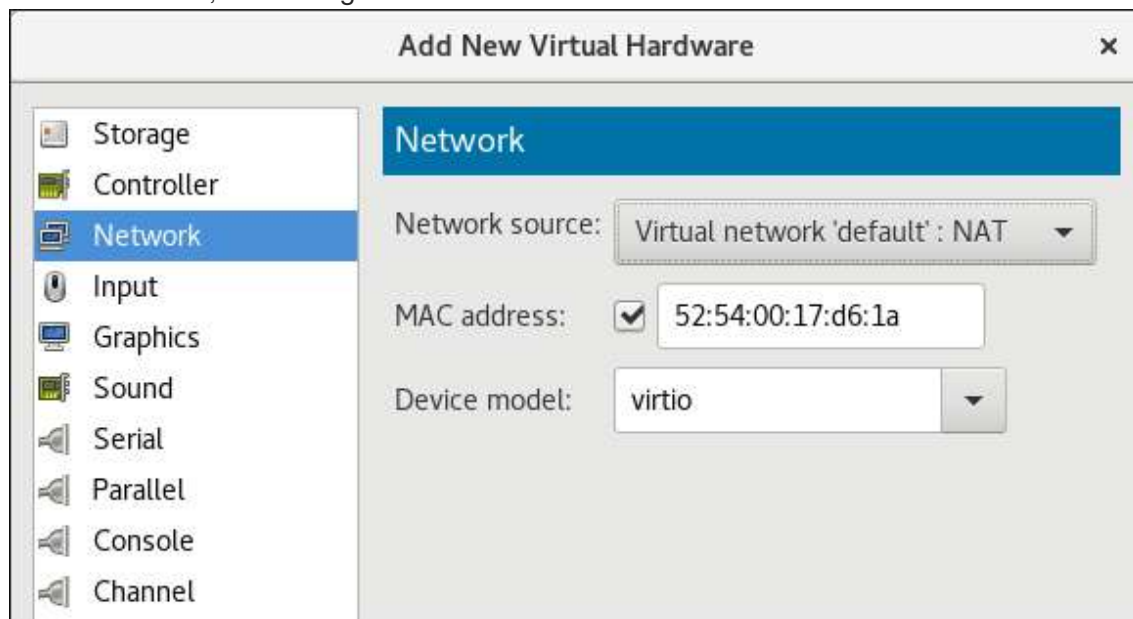 Add New Virtual Hardware
Storage
Controller
Network
Input
Graphics
Sound
Serial
Parallel
Console
Channel
Network
Network source: Virtual network 'default' : NAT
MAC address: 52:54:00:17:d6:1a
Device model: virtio